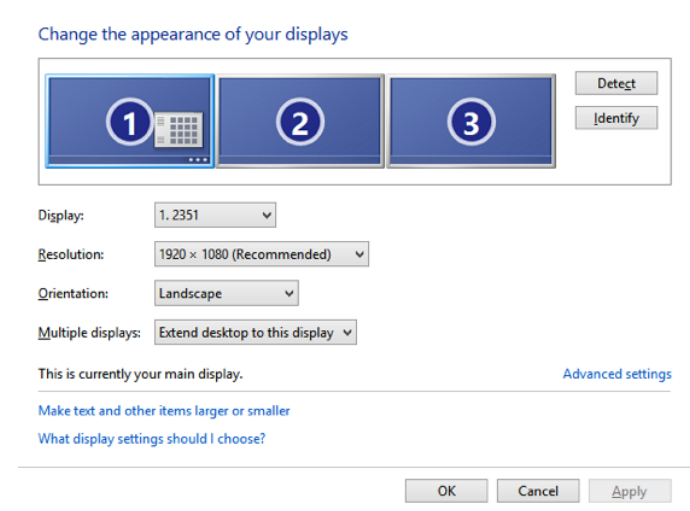 Change the appearance of your displays
1
2
3
Detect
Identify
Display: 1. 2351
Resolution: 1920 × 1080 (Recommended)
Orientation: Landscape
Multiple displays: Extend desktop to this display
This is currently your main display. Advanced settings
Make text and other items larger or smaller
What display settings should I choose?
OK Cancel Apply